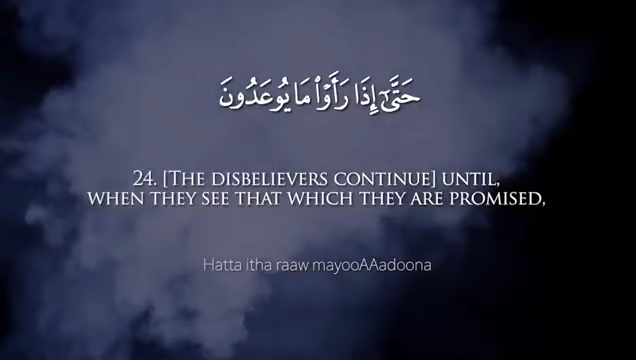 حَتَّىٰٓ إِذَا رَأَوْا۟ مَا يُوعَدُونَ
24. [THE DISBELIEVERS CONTINUE] UNTIL,
WHEN THEY SEE THAT WHICH THEY ARE PROMISED,
Hatta itha raaw mayooAAadoona